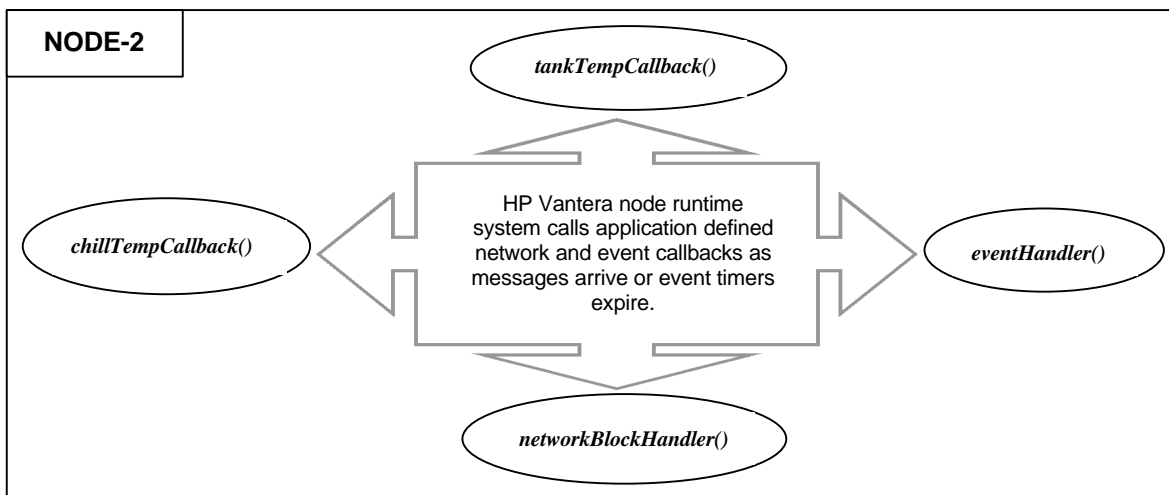 NODE-2
tankTempCallback()
chillTempCallback()
HP Vantera node runtime
system calls application defined
network and event callbacks as
messages arrive or event timers
expire.
eventHandler()
networkBlockHandler()